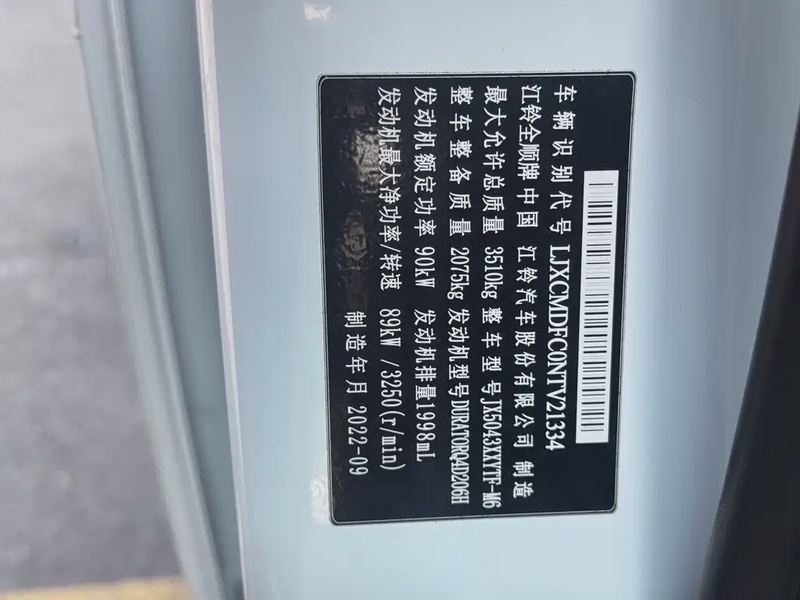 车辆识别代号 LJXCMDFC0NTV21334
江铃全顺牌 中国 江铃汽车股份有限公司 制造
最大允许总质量 3510kg 整车型号 JX5043XXYTF-M6
整车整备质量 2075kg 发动机型号 DURATORQ4D206H
发动机额定功率 90kW 发动机排量 1998mL
发动机最大净功率/转速 89kW /3250(r/min)
制造年月 2022-09